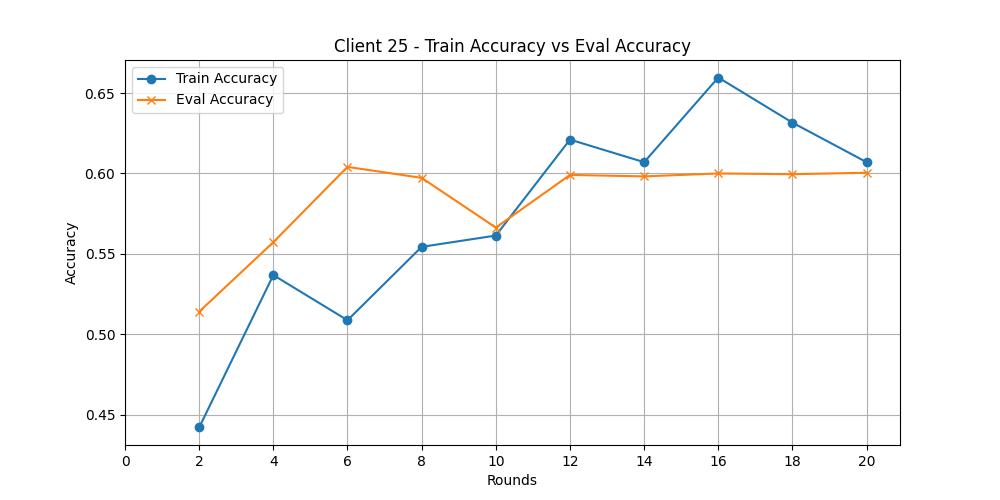 Client 25 - Train Accuracy vs Eval Accuracy
Train Accuracy
Eval Accuracy
0.65
0.60
0.55
0.50
0.45
Accuracy
0 2 4 6 8 10 12 14 16 18 20
Rounds